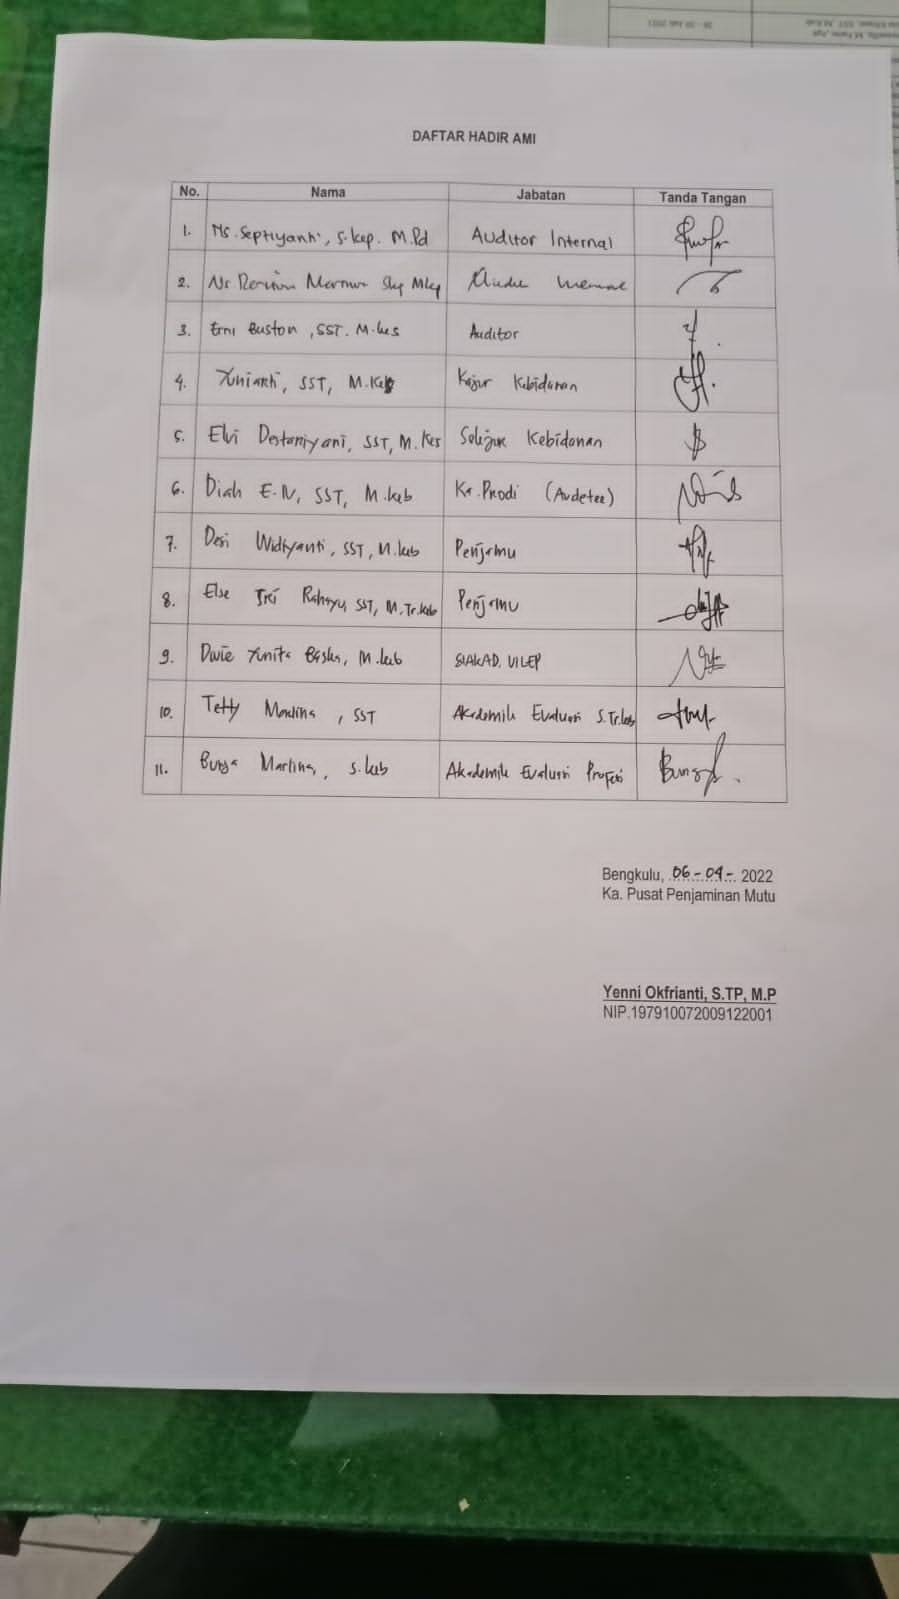 DAFTAR HADIR AMI
No. Nama Jabatan Tanda Tangan
1. Ns. Septiyanti, S.Kep. M.Pd Auditor Internal
2. Ns
3. Erni Buston, SST. M.Kes Auditor
4. Yuniarti, SST, M.Keb Kajur Kebidanan
5. Elvi Destariyani, SST, M.Kes Sekjur Kebidanan
6. Diah E.N, SST, M.Keb Ka.Prodi (Audetee)
7. Desi Widiyanti, SST, M.Keb Penjamu
8. Else Sri Rahayu, SST, M.Tr.Keb Penjamu
9. Dwie Yunita Baska, M.Keb SIAKAD, VILEP
10. Tetty Marlina, SST Akademik Evaluasi S.Tr.Keb
11. Bunga Marlina, S.Keb Akademik Evaluasi Profesi
Bengkulu, 06-04- 2022
Ka. Pusat Penjaminan Mutu
Yenni Okfrianti, S.TP, M.P
NIP.197910072009122001